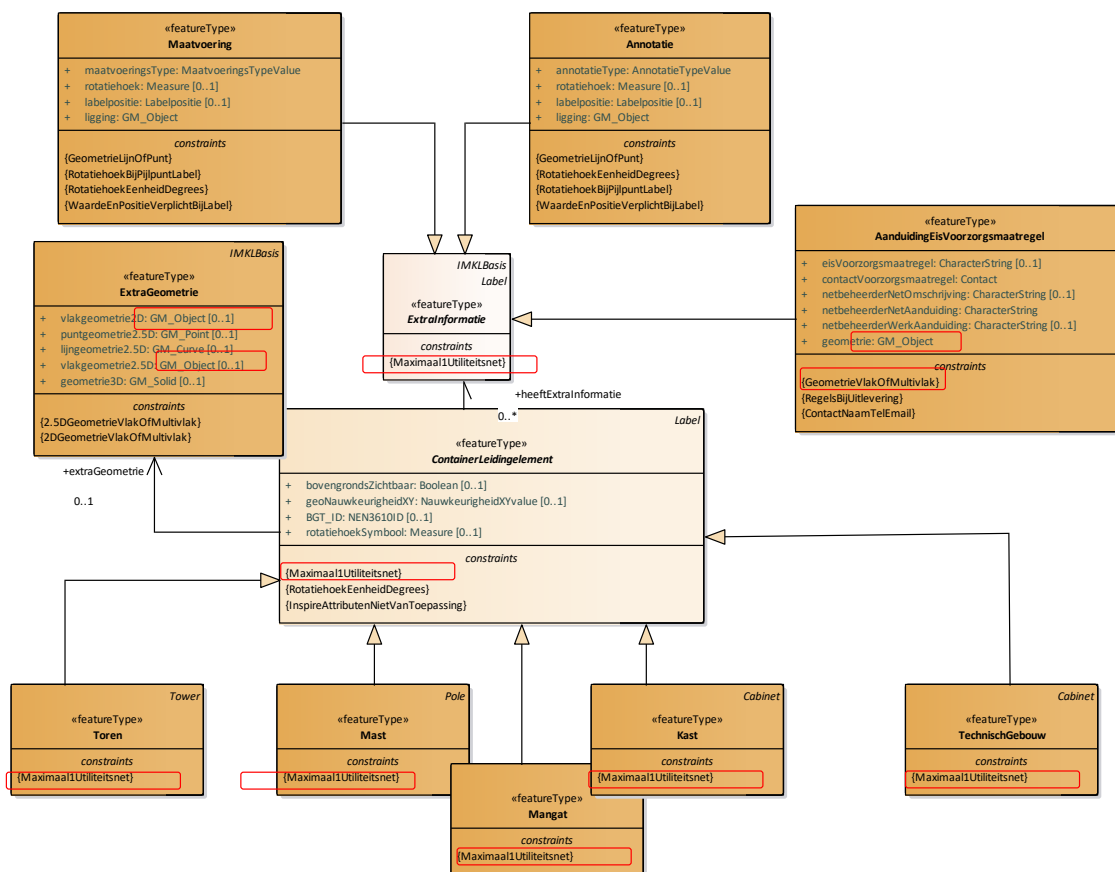 «featureType»
Maatvoering
+ maatvoeringsType: MaatvoeringsTypeValue
+ rotatiehoek: Measure [0..1]
+ labelpositie: Labelpositie [0..1]
+ ligging: GM_Object
constraints
{GeometrieLijnOfPunt}
{RotatiehoekBijPijlpuntLabel}
{RotatiehoekEenheidDegrees}
{WaardeEnPositieVerplichtBijLabel}
«featureType»
Annotatie
+ annotatieType: AnnotatieTypeValue
+ rotatiehoek: Measure [0..1]
+ labelpositie: Labelpositie [0..1]
+ ligging: GM_Object
constraints
{GeometrieLijnOfPunt}
{RotatiehoekBijPijlpuntLabel}
{RotatiehoekEenheidDegrees}
{WaardeEnPositieVerplichtBijLabel}
«featureType»
AanduidingEisVoorzorgsmaatregel
+ eisVoorzorgsmaatregel: CharacterString [0..1]
+ contactVoorzorgsmaatregel: Contact
+ netbeheerderNetOmschrijving: CharacterString [0..1]
+ netbeheerderNetAanduiding: CharacterString
+ netbeheerderWerkAanduiding: CharacterString [0..1]
+ geometrie: GM_Object
constraints
{GeometrieVlakOfMultivlak}
{RegelsBijUitlevering}
{ContactNaamTelEmail}
IMKLBasis
«featureType»
ExtraGeometrie
+ vlakgeometrie2D: GM_Object [0..1]
+ puntgeometrie2.5D: GM_Point [0..1]
+ lijngeometrie2.5D: GM_Curve [0..1]
+ vlakgeometrie2.5D: GM_Object [0..1]
+ geometrie3D: GM_Solid [0..1]
constraints
{2.5DGeometrieVlakOfMultivlak}
{2DGeometrieVlakOfMultivlak}
IMKLBasis
Label
«featureType»
ExtraInformatie
constraints
{Maximaal1Utiliteitsnet}
+heeftExtraInformatie
0..*
+extraGeometrie
0..1
Label
«featureType»
ContainerLeidingelement
+ bovengrondsZichtbaar: Boolean [0..1]
+ geoNauwkeurigheidXY: NauwkeurigheidXYvalue [0..1]
+ BGT_ID: NEN3610ID [0..1]
+ rotatiehoekSymbool: Measure [0..1]
constraints
{Maximaal1Utiliteitsnet}
{RotatiehoekEenheidDegrees}
{InspireAttributenNietVanToepassing}
Tower
«featureType»
Toren
constraints
{Maximaal1Utiliteitsnet}
Pole
«featureType»
Mast
constraints
{Maximaal1Utiliteitsnet}
«featureType»
Mangat
constraints
{Maximaal1Utiliteitsnet}
Cabinet
«featureType»
Kast
constraints
{Maximaal1Utiliteitsnet}
Cabinet
«featureType»
TechnischGebouw
constraints
{Maximaal1Utiliteitsnet}